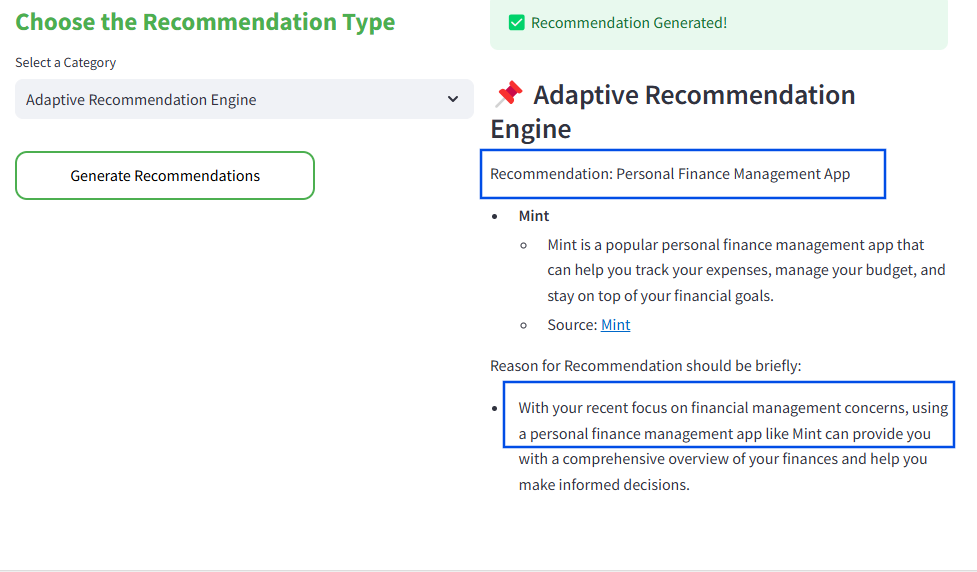 Choose the Recommendation Type
Select a Category
Adaptive Recommendation Engine
Generate Recommendations
Recommendation Generated!
Adaptive Recommendation
Engine
Recommendation: Personal Finance Management App
Mint
Mint is a popular personal finance management app that
can help you track your expenses, manage your budget, and
stay on top of your financial goals.
Source: Mint
Reason for Recommendation should be briefly:
With your recent focus on financial management concerns, using
a personal finance management app like Mint can provide you
with a comprehensive overview of your finances and help you
make informed decisions.